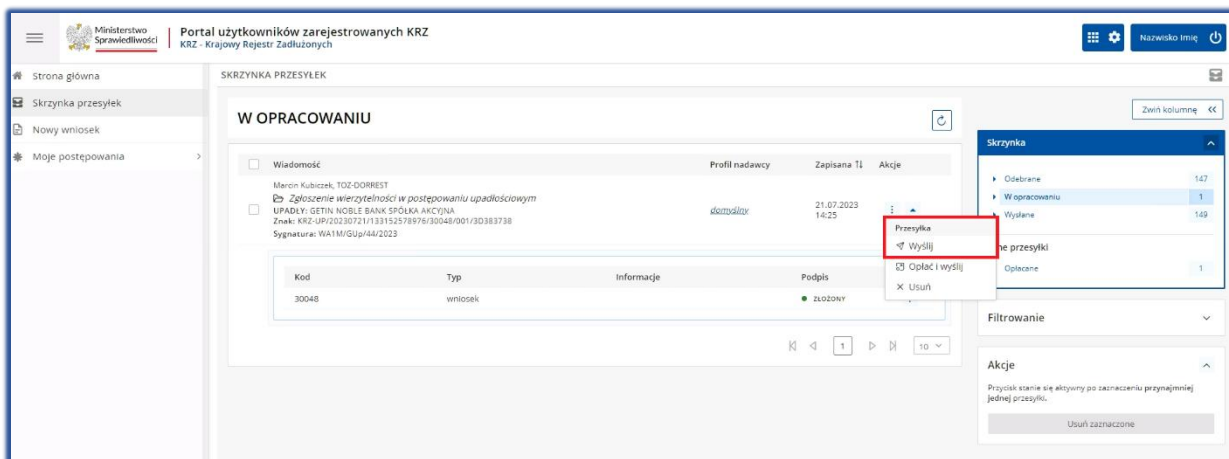 Ministerstwo
Sprawiedliwości
Portal użytkowników zarejestrowanych KRZ
KRZ - Krajowy Rejestr Zadłużonych
Nazwisko Imię
Strona główna
Skrzynka przesyłek
Nowy wniosek
Moje postępowania
SKRZYNKA PRZESYŁEK
W OPRACOWANIU
Wiadomość Profil nadawcy Zapisana Akcje
Marcin Kubiczek, TOZ-DORREST
Zgłoszenie wierzytelności w postępowaniu upadłościowym
UPADŁY: GETIN NOBLE BANK SPÓŁKA AKCYJNA
Znak: KRZ-UP/20230721/133152578976/30048/001/3D383738
Sygnatura: WA1M/GUp/44/2023
domyślny
21.07.2023
14:25
Przesyłka
Wyślij
Opłać i wyślij
Usuń
Kod Typ Informacje Podpis
30048 wniosek ZŁOŻONY
1
10
Zwiń kolumnę
Skrzynka
Odebrane 147
W opracowaniu 1
Wysłane 149
ne przesyłki
Opłacane 1
Filtrowanie
Akcje
Przycisk stanie się aktywny po zaznaczeniu przynajmniej
jednej przesyłki.
Usuń zaznaczone